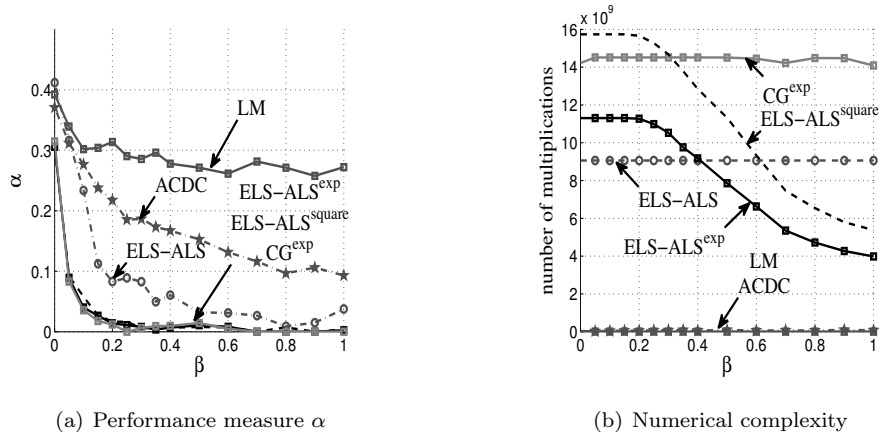 0.4
0.3
0.2
0.1
0
0
0.2
0.4
0.6
0.8
1
α
β
LM
ACDC
ELS−ALS
ELS−ALS^exp
ELS−ALS^square
CG^exp
(a) Performance measure α
16 x 10^9
14
12
10
8
6
4
2
0
0
0.2
0.4
0.6
0.8
1
number of multiplications
β
CG^exp
ELS−ALS^square
ELS−ALS
ELS−ALS^exp
LM
ACDC
(b) Numerical complexity